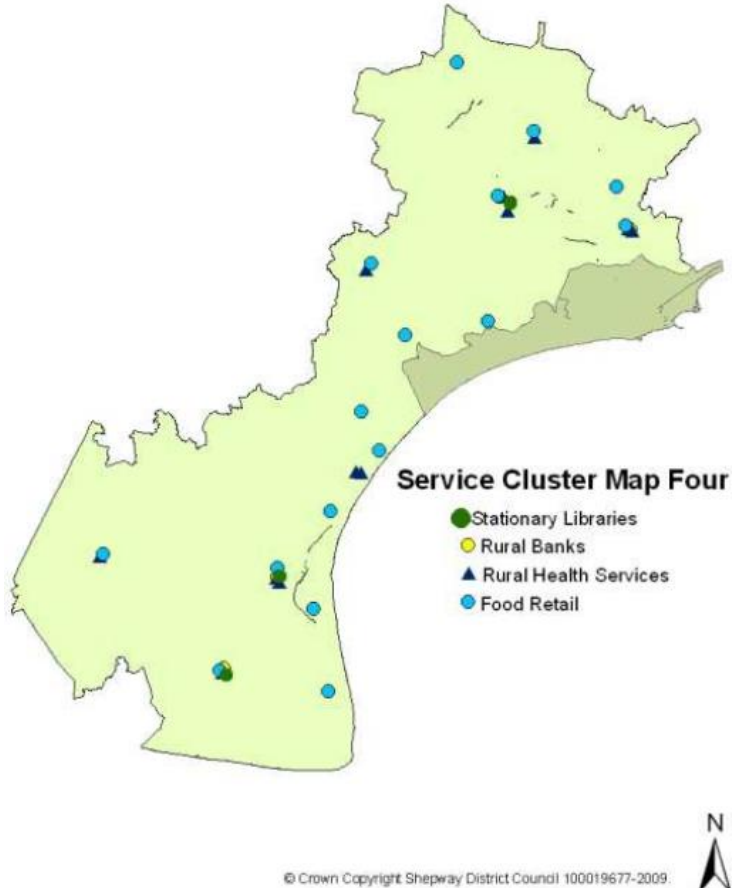 Service Cluster Map Four
Stationary Libraries
Rural Banks
Rural Health Services
Food Retail
N
© Crown Copyright Shepway District Council 100019677-2009.